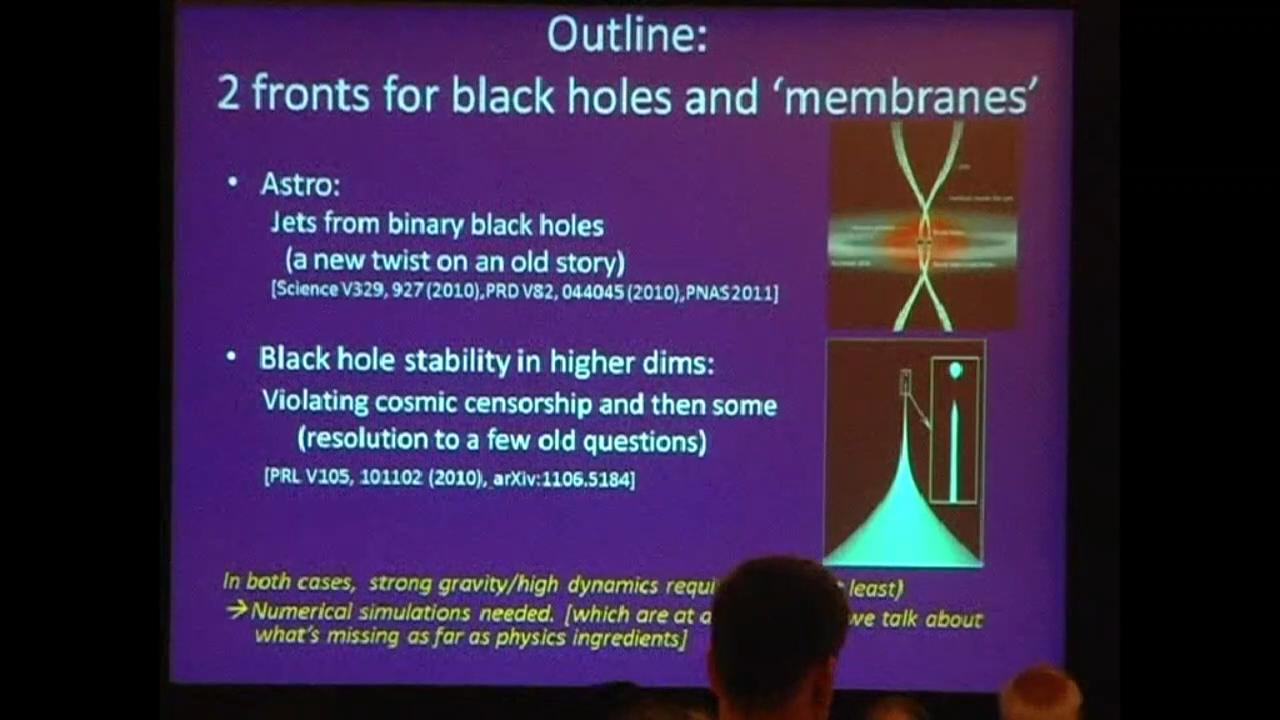 Outline:
2 fronts for black holes and ‘membranes’
• Astro:
Jets from binary black holes
(a new twist on an old story)
[Science V329, 927 (2010),PRD V82, 044045 (2010),PNAS2011]
• Black hole stability in higher dims:
Violating cosmic censorship and then some
(resolution to a few old questions)
[PRL V105, 101102 (2010), arXiv:1106.5184]
In both cases, strong gravity/high dynamics least)
→Numerical simulations needed. [which are at we talk about
what’s missing as far as physics ingredients]